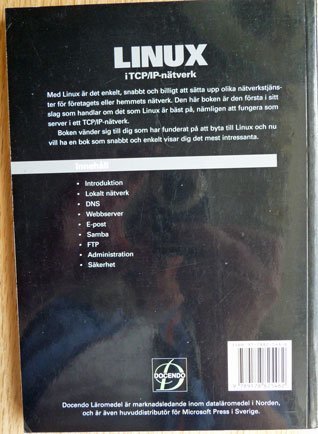 LINUX
i TCP/IP-nätverk
Med Linux är det enkelt, snabbt och billigt att sätta upp olika nätverkstjäns-
ter för företagets eller hemmets nätverk. Den här boken är den första i sitt
slag som handlar om det som Linux är bäst på, nämligen att fungera som
server i ett TCP/IP-nätverk.
Boken vänder sig till dig som har funderat på att byta till Linux och nu
vill ha en bok som snabbt och enkelt visar dig det mest intressanta.
Innehåll
• Introduktion
• Lokalt nätverk
• DNS
• Webbserver
• E-post
• Samba
• FTP
• Administration
• Säkerhet
DOCENDO
Docendo Läromedel är marknadsledande inom dataläromedel i Norden,
och är även huvuddistributör för Microsoft Press i Sverige.